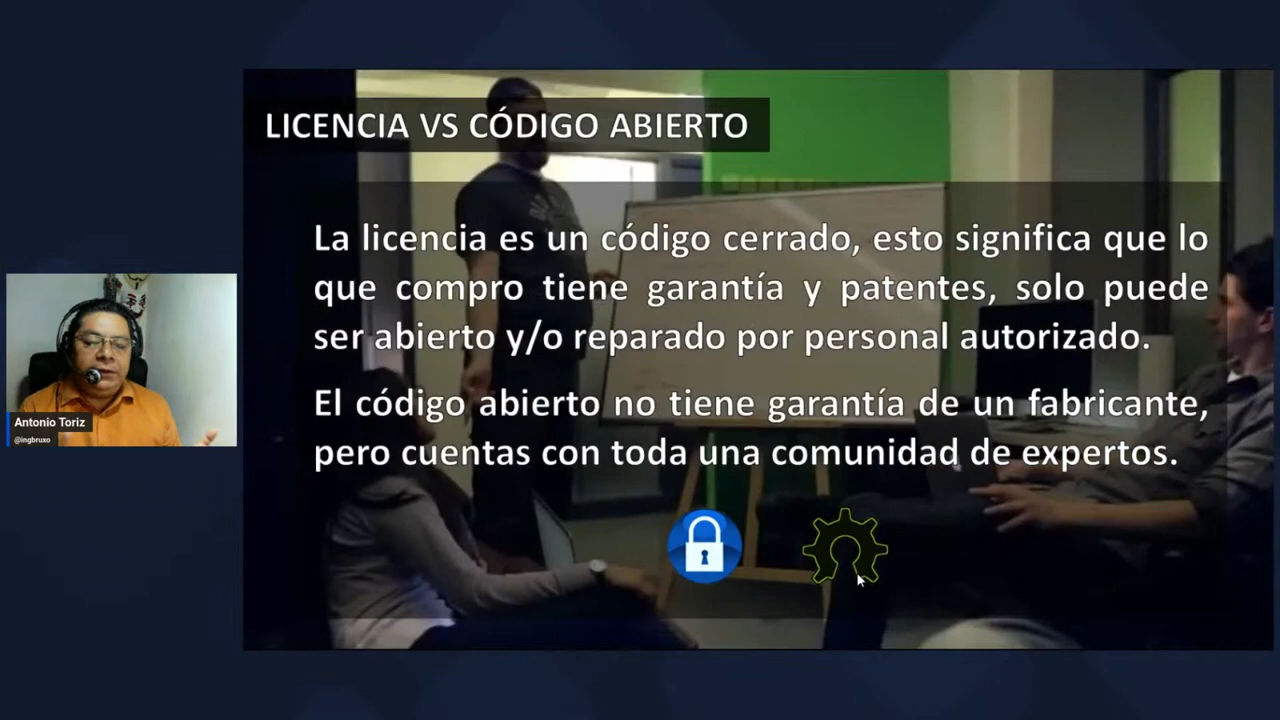 LICENCIA VS CÓDIGO ABIERTO
La licencia es un código cerrado, esto significa que lo
que compro tiene garantía y patentes, solo puede
ser abierto y/o reparado por personal autorizado.
El código abierto no tiene garantía de un fabricante,
pero cuentas con toda una comunidad de expertos.
Antonio Toriz
@ingbruxo